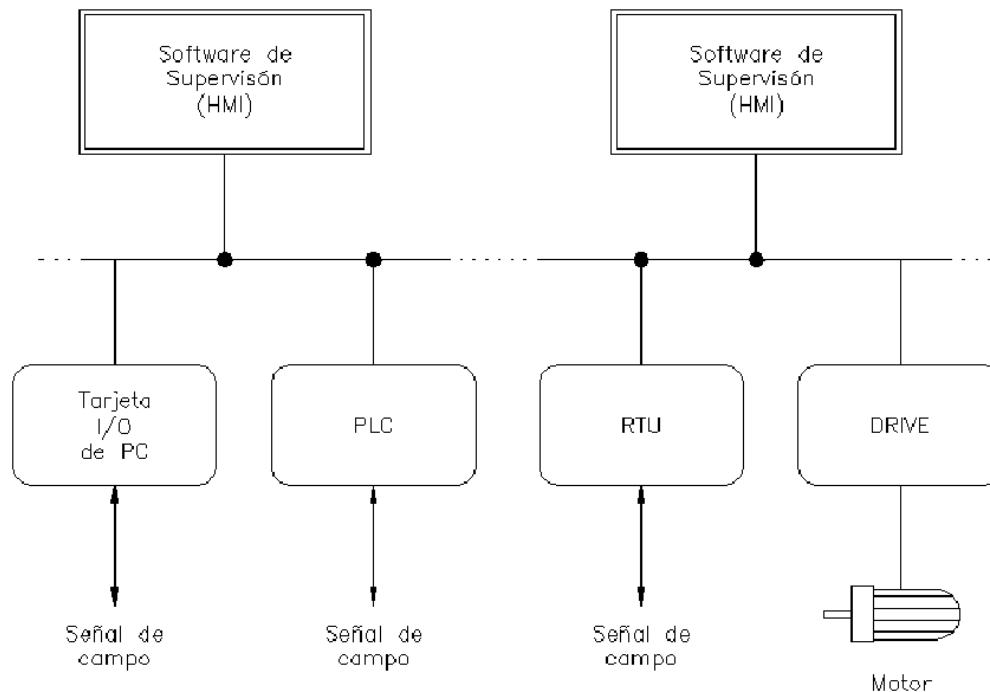 Software de
Supervisón
(HMI)
Software de
Supervisón
(HMI)
Tarjeta
I/O
de PC
PLC
RTU
DRIVE
Señal de
campo
Señal de
campo
Señal de
campo
Motor